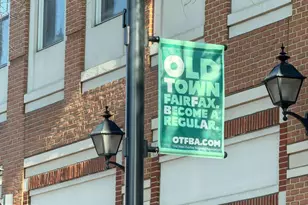 OLD
TOWN
FAIRFAX.
BECOME A
REGULAR.
OTFBA.COM